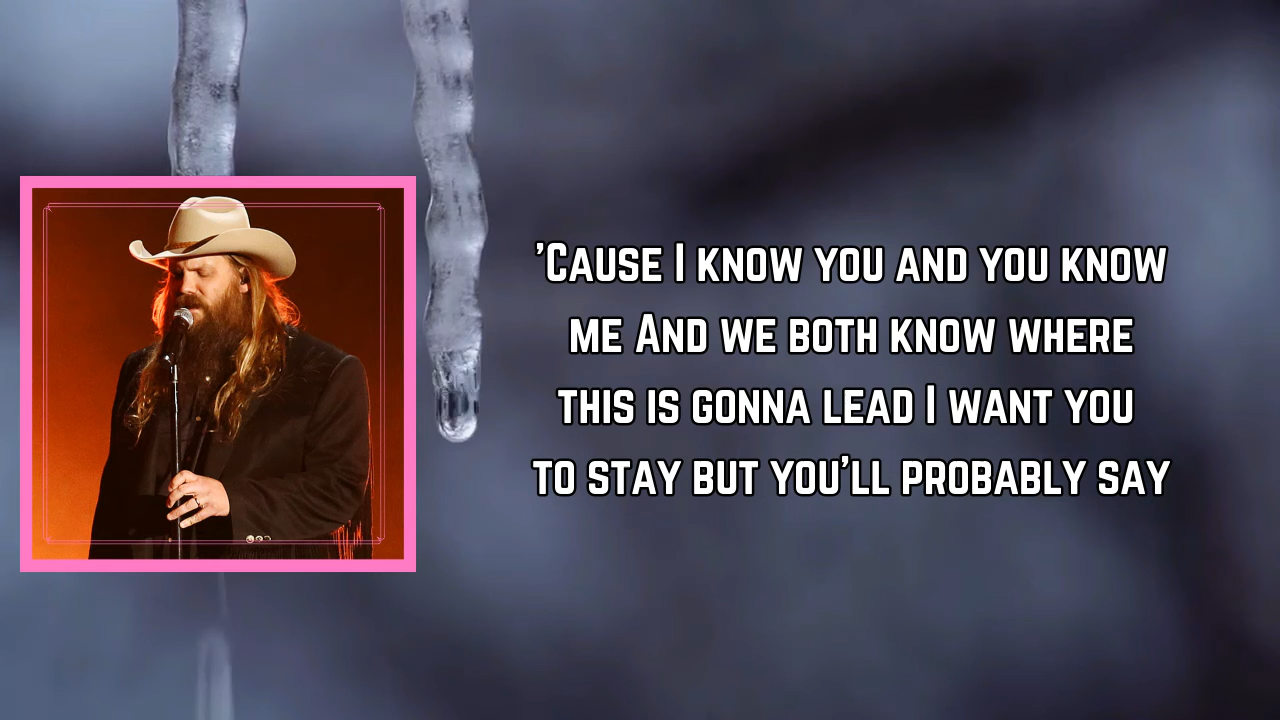 'Cause I know you and you know
me And we both know where
this is gonna lead I want you
to stay but you'll probably say